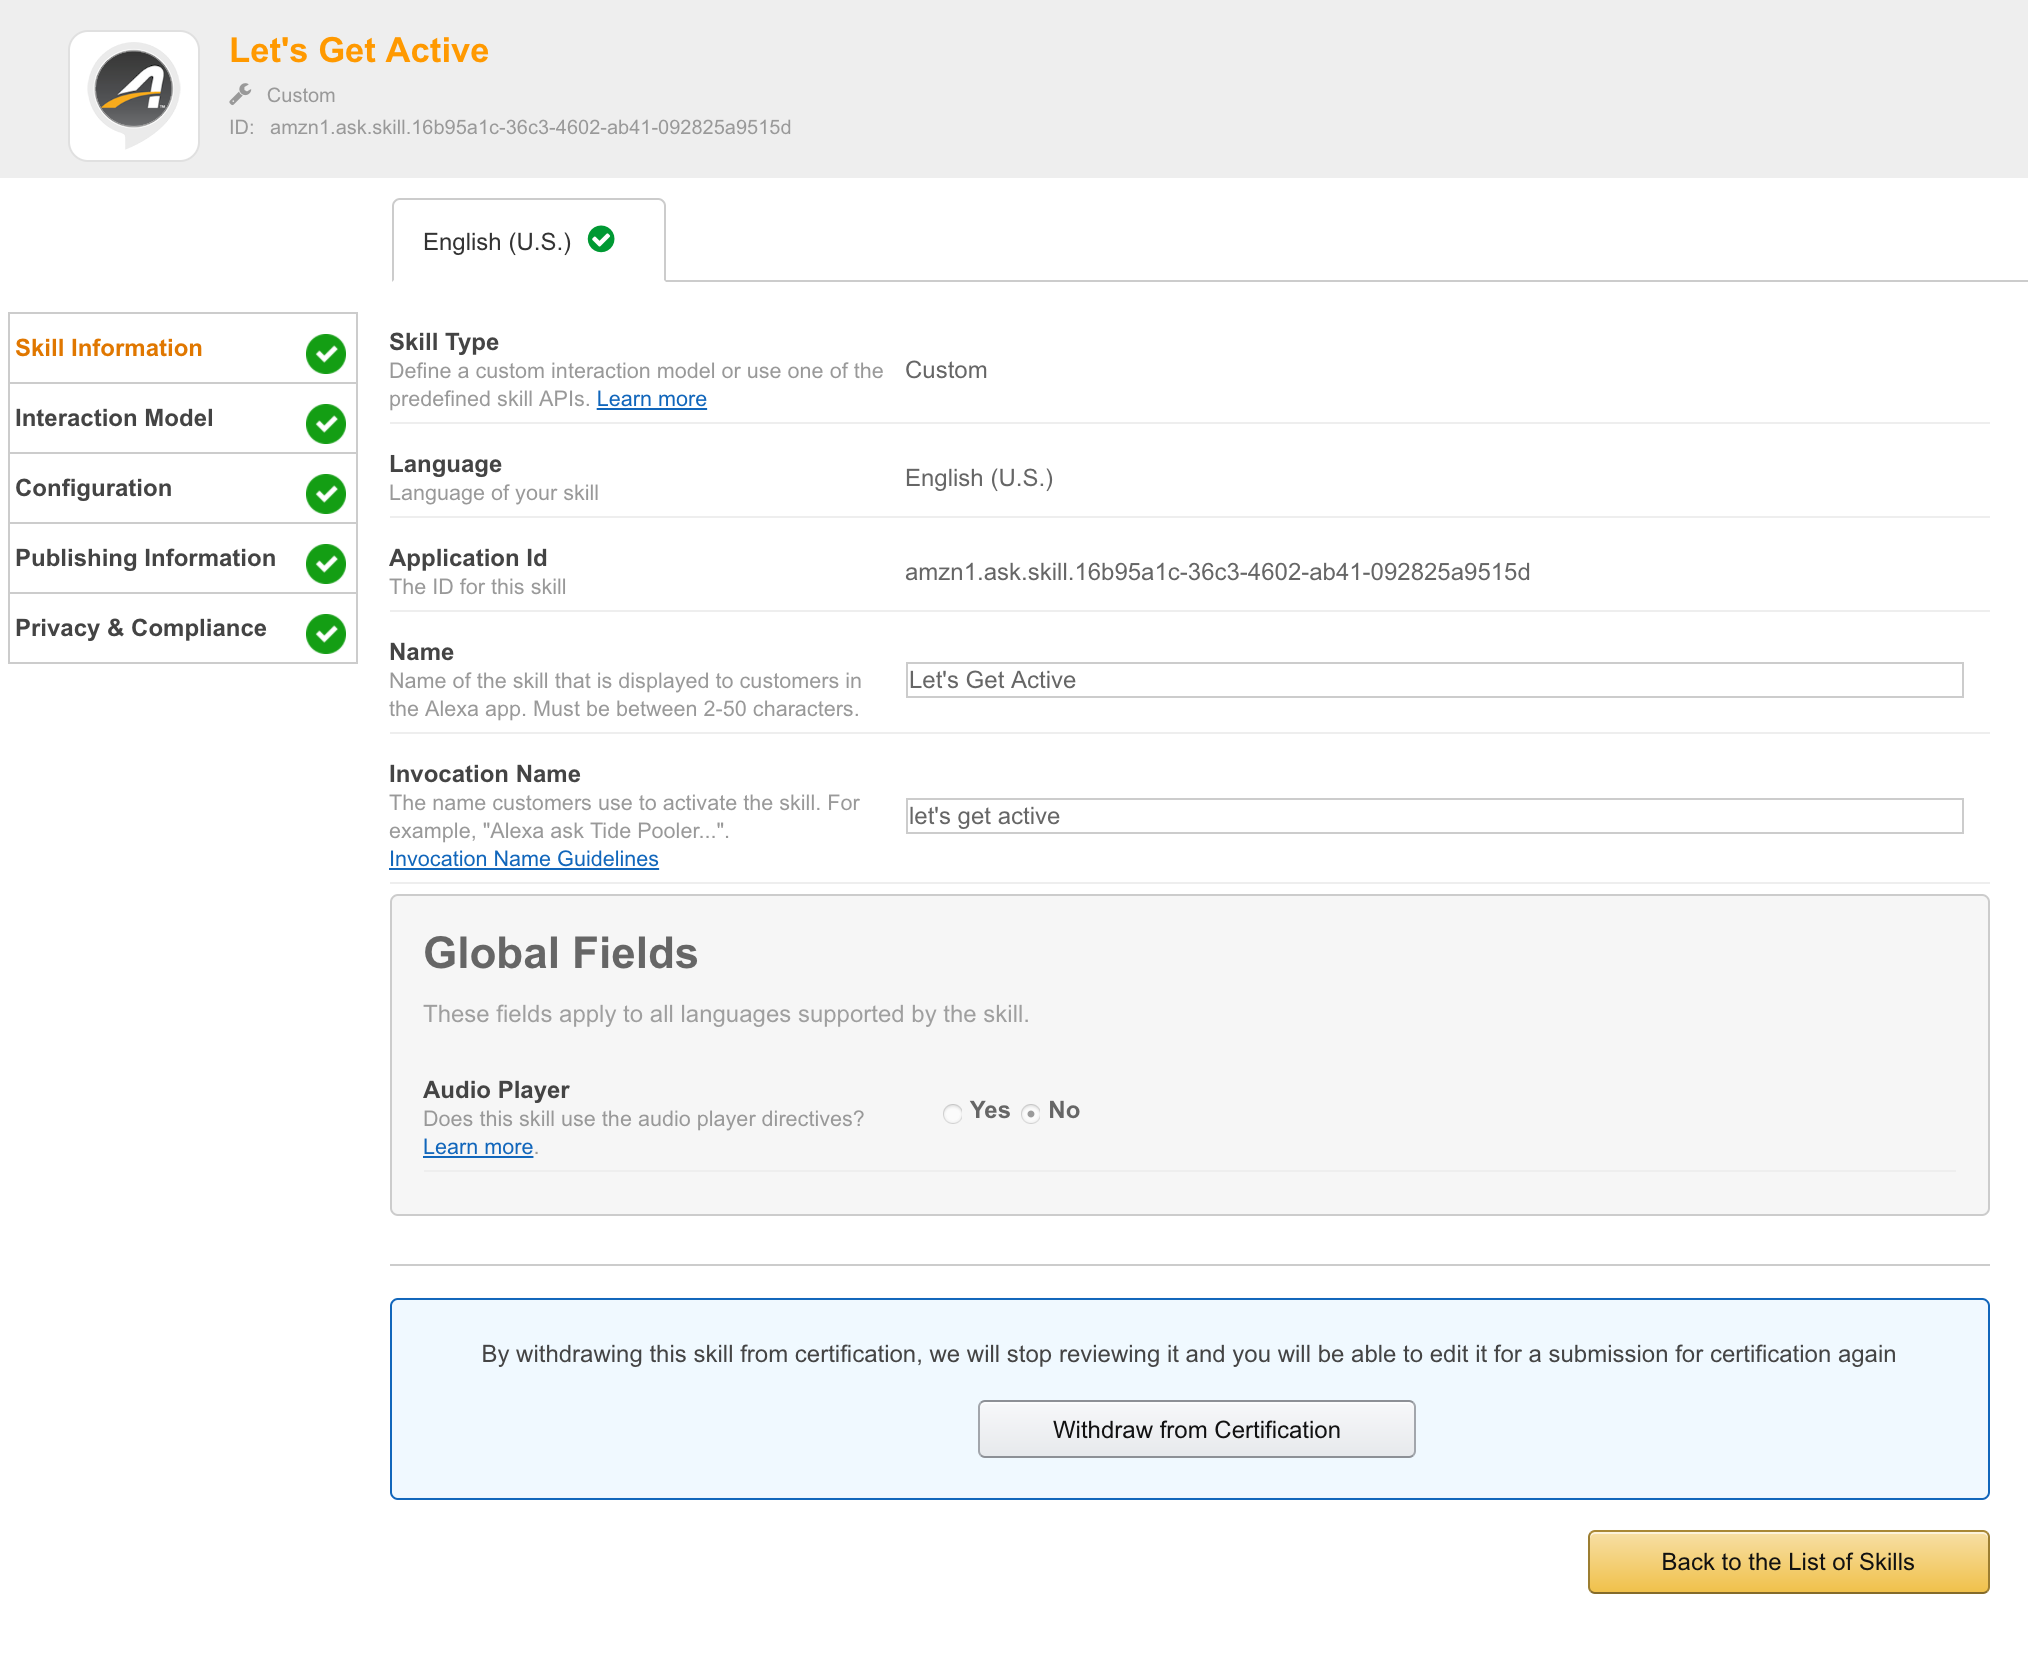 Let's Get Active
Custom
ID: amzn1.ask.skill.16b95a1c-36c3-4602-ab41-092825a9515d
English (U.S.)
Skill Information
Interaction Model
Configuration
Publishing Information
Privacy & Compliance
Skill Type
Define a custom interaction model or use one of the
predefined skill APIs. Learn more
Custom
Language
Language of your skill
English (U.S.)
Application Id
The ID for this skill
amzn1.ask.skill.16b95a1c-36c3-4602-ab41-092825a9515d
Name
Name of the skill that is displayed to customers in
the Alexa app. Must be between 2-50 characters.
Let's Get Active
Invocation Name
The name customers use to activate the skill. For
example, "Alexa ask Tide Pooler...".
Invocation Name Guidelines
let's get active
Global Fields
These fields apply to all languages supported by the skill.
Audio Player
Does this skill use the audio player directives?
Learn more.
Yes No
By withdrawing this skill from certification, we will stop reviewing it and you will be able to edit it for a submission for certification again
Withdraw from Certification
Back to the List of Skills